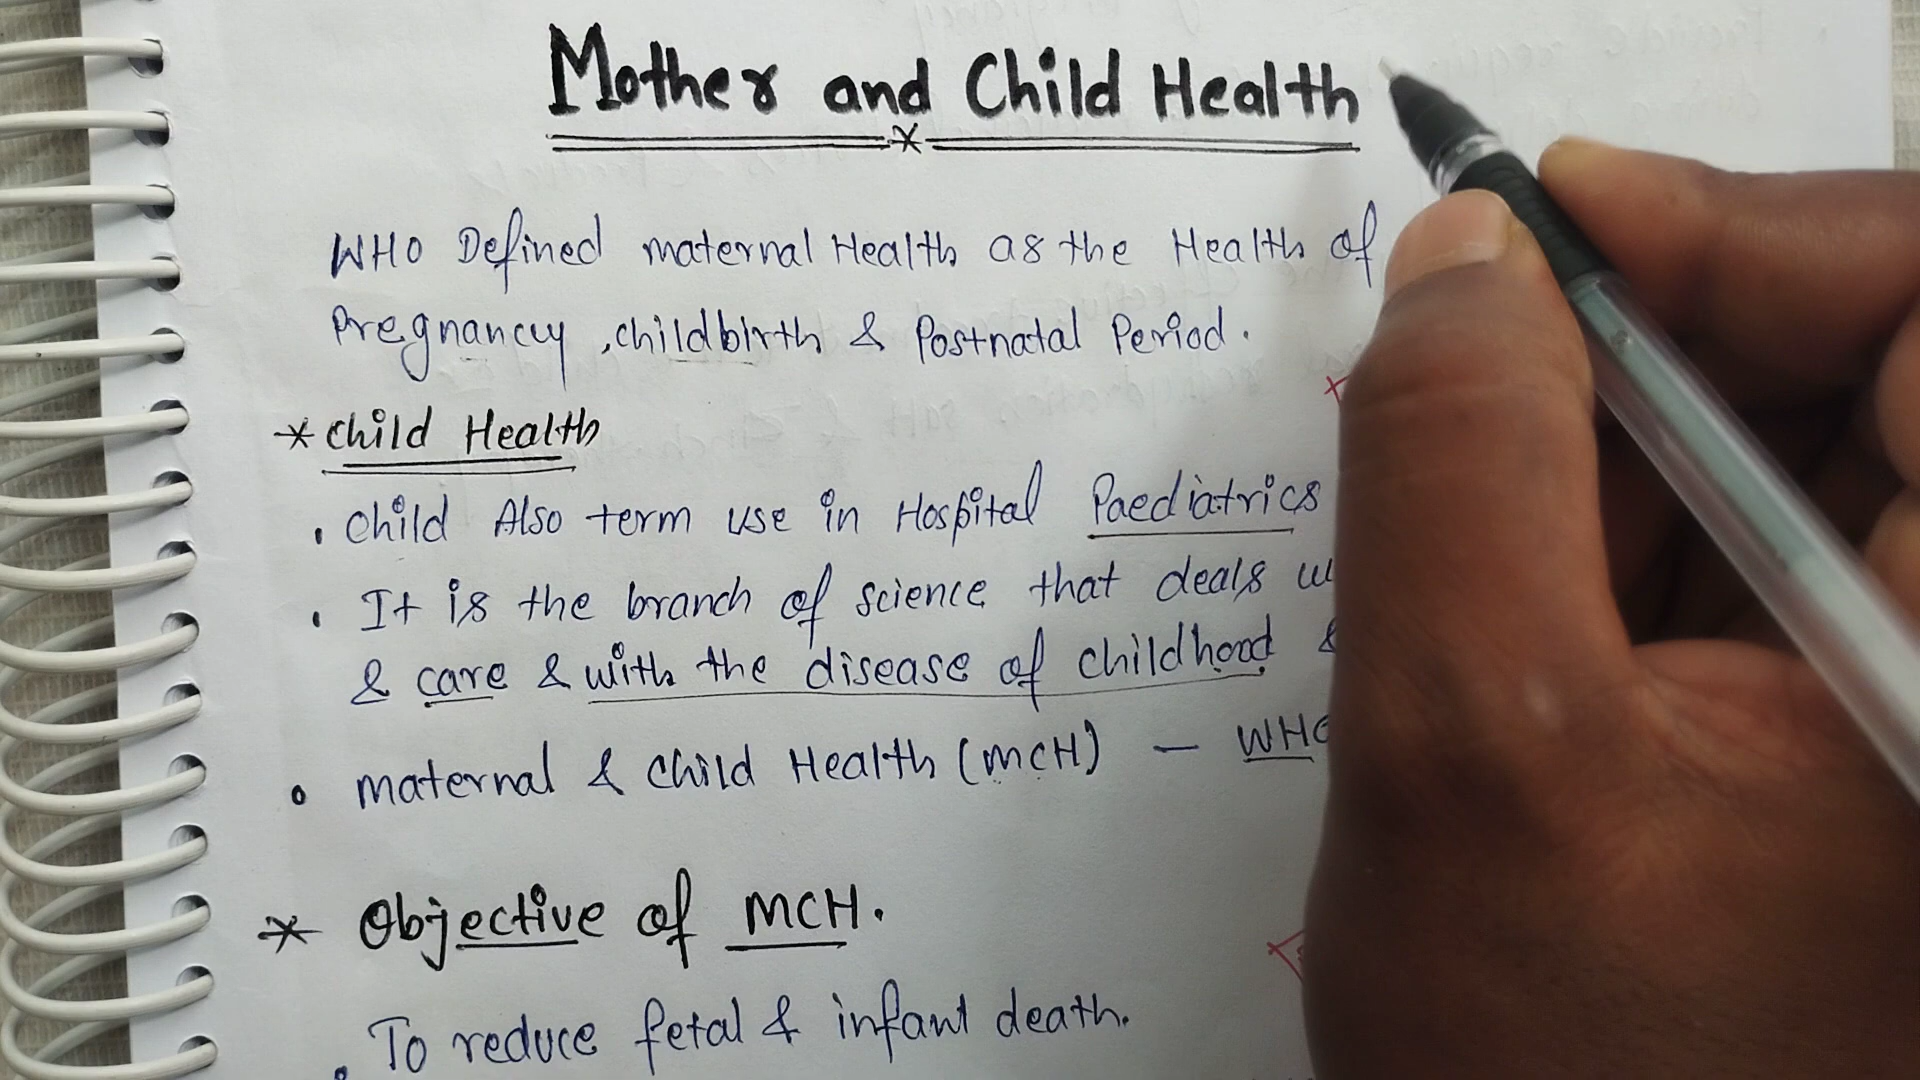 Mother and Child Health
WHO Defined maternal Health as the Health of
Pregnancuy, childbirth & Postnatal Period.
* Child Health
. Child Also term use in Hospital Paediatrics
. It is the branch of science that deals
& care & with the disease of childhood &
• maternal & child Health (MCH) — WHO
* Objective of MCH.
. To reduce fetal & infant death.